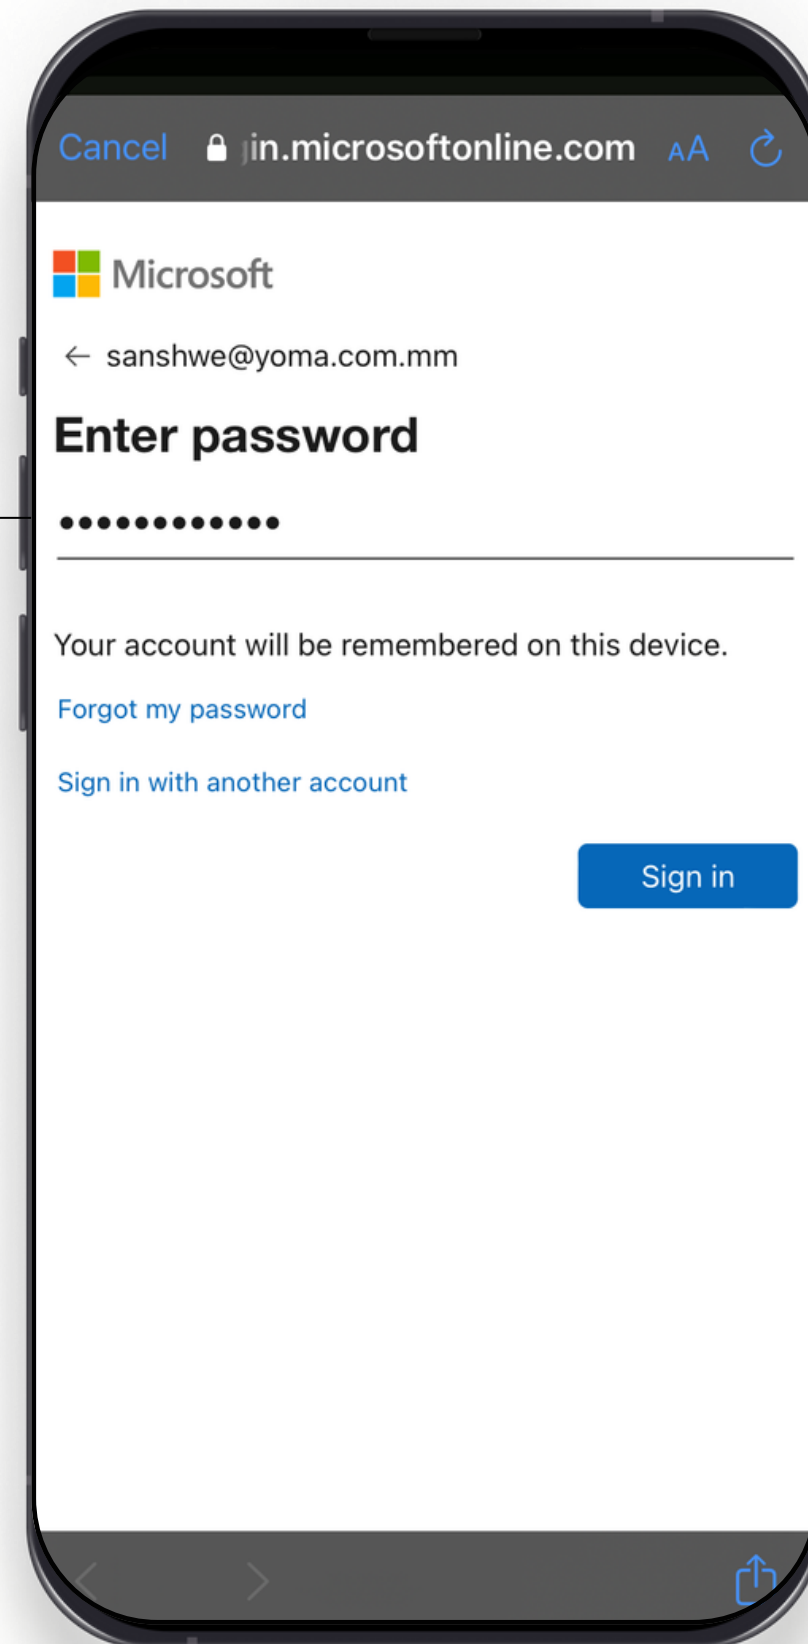 Cancel in.microsoftonline.com AA
Microsoft
← sanshwe@yoma.com.mm
Enter password
••••••••••••
Your account will be remembered on this device.
Forgot my password
Sign in with another account
Sign in